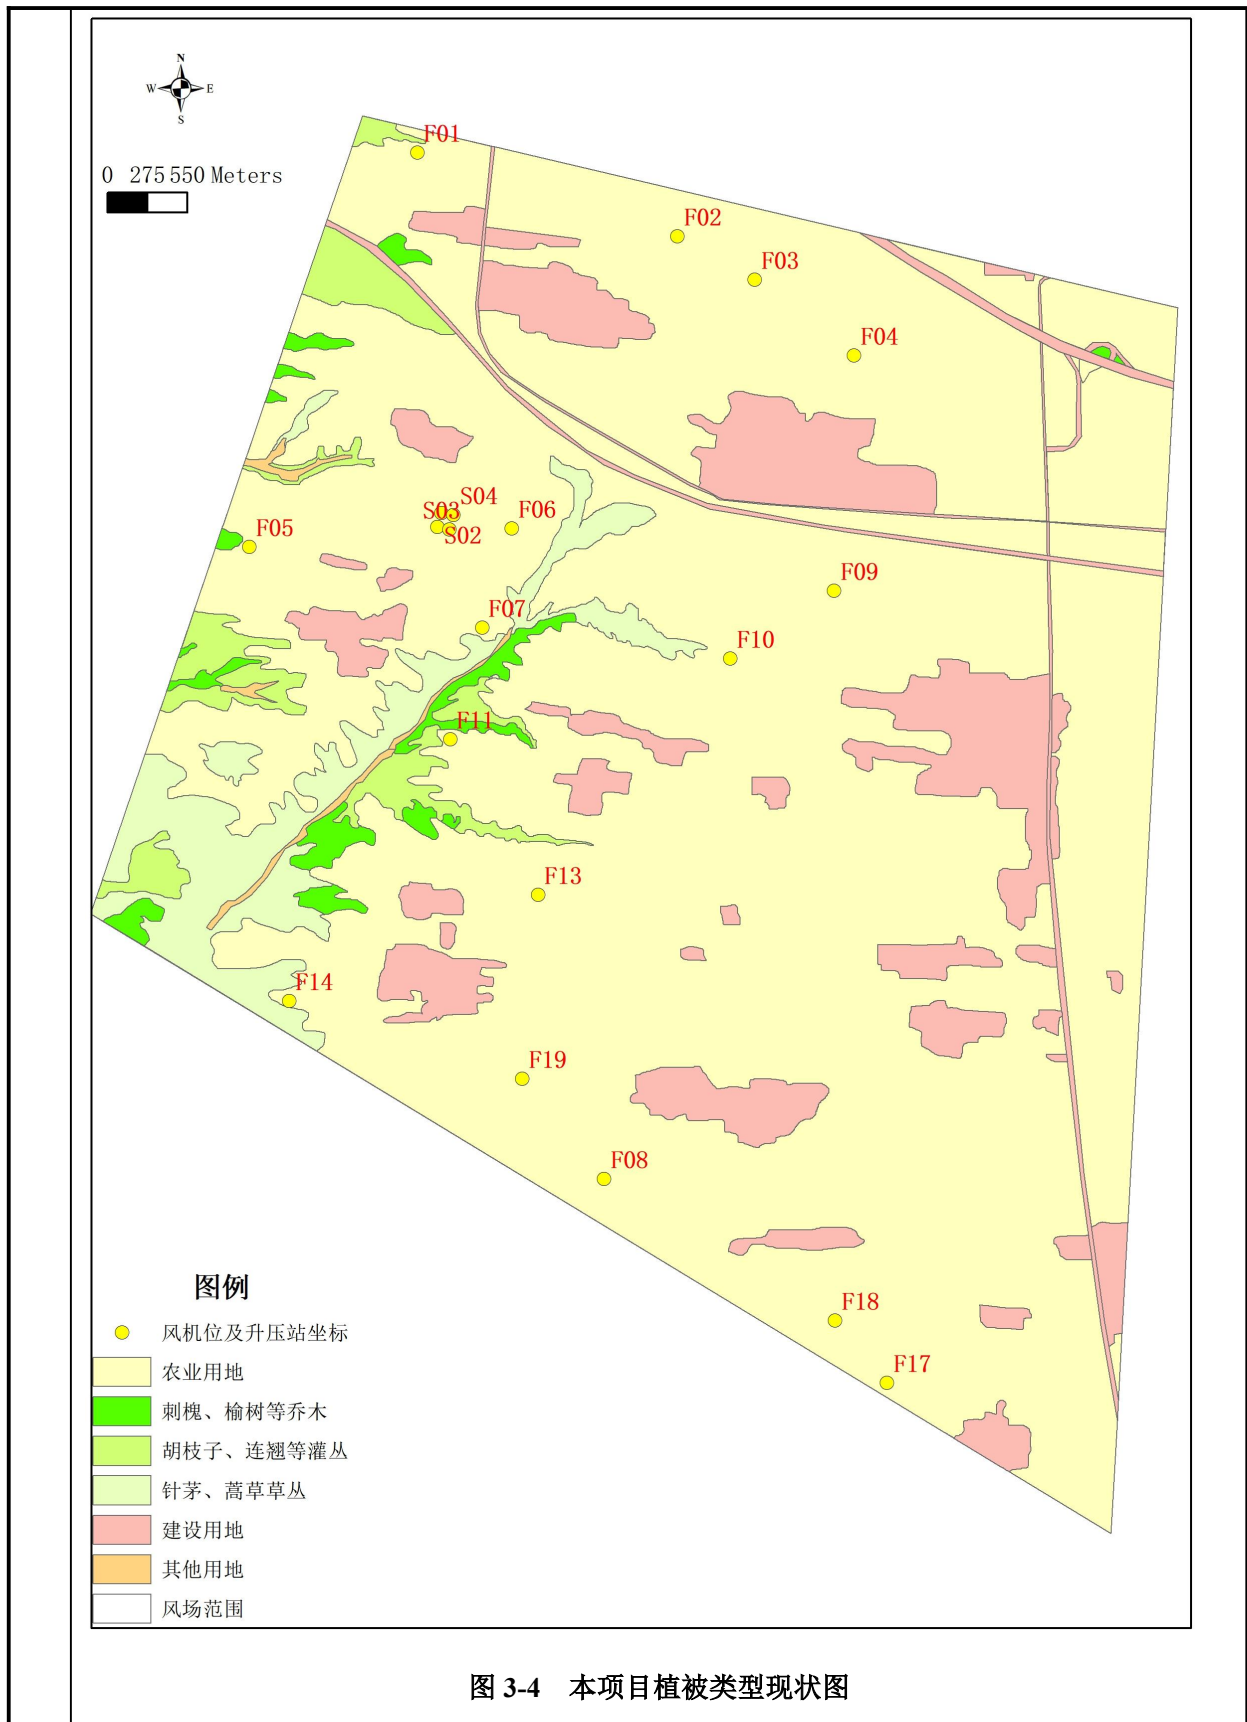 N
W E
S
0 275 550 Meters
F01
F02
F03
F04
S04
S03
F06
S02
F05
F09
F07
F10
F11
F13
F14
F19
F08
F18
F17
图例
风机位及升压站坐标
农业用地
刺槐、榆树等乔木
胡枝子、连翘等灌丛
针茅、蒿草草丛
建设用地
其他用地
风场范围
图 3-4 本项目植被类型现状图